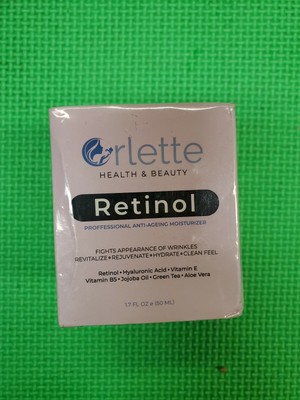 Orlette
HEALTH & BEAUTY
Retinol
PROFFESSIONAL ANTI-AGEING MOISTURIZER
FIGHTS APPEARANCE OF WRINKLES
REVITALIZE•REJUVENATE•HYDRATE•CLEAN FEEL
Retinol•Hyaluronic Acid•Vitamin E
Vitamin B5•Jojoba Oil•Green Tea•Aloe Vera
1.7 FL OZ e (50 ML)